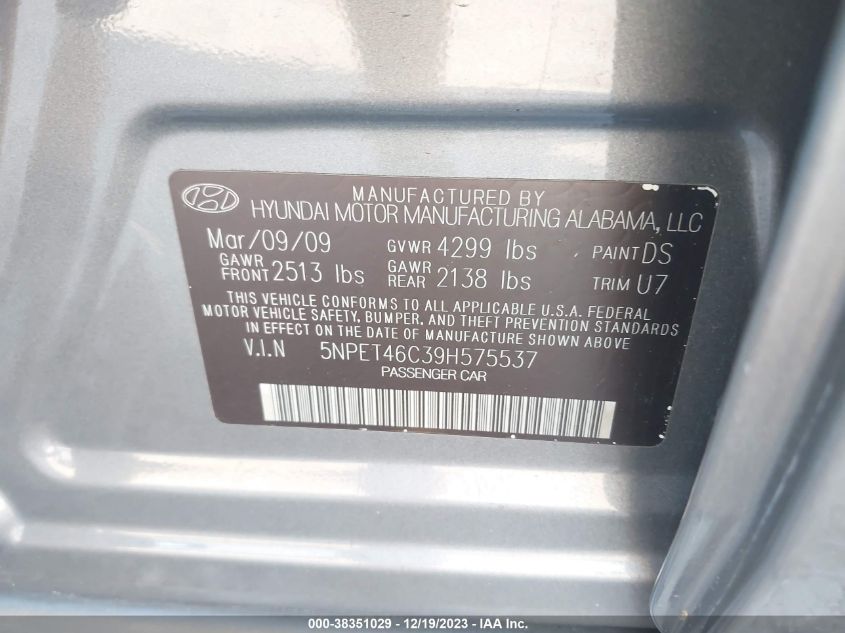 MANUFACTURED BY
HYUNDAI MOTOR MANUFACTURING ALABAMA, LLC
Mar/09/09 GVWR 4299 lbs PAINT DS
GAWR FRONT 2513 lbs GAWR REAR 2138 lbs TRIM U7
THIS VEHICLE CONFORMS TO ALL APPLICABLE U.S.A. FEDERAL
MOTOR VEHICLE SAFETY, BUMPER, AND THEFT PREVENTION STANDARDS
IN EFFECT ON THE DATE OF MANUFACTURE SHOWN ABOVE
V.I.N 5NPET46C39H575537
PASSENGER CAR
000-38351029 - 12/19/2023 - IAA Inc.